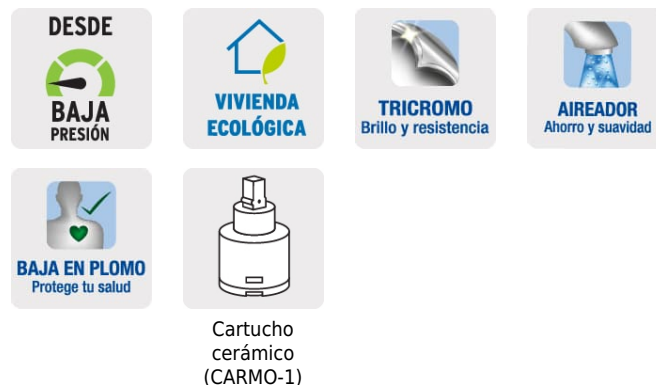 DESDE
BAJA
PRESIÓN
VIVIENDA
ECOLÓGICA
TRICROMO
Brillo y resistencia
AIREADOR
Ahorro y suavidad
BAJA EN PLOMO
Protege tu salud
Cartucho
cerámico
(CARMO-1)